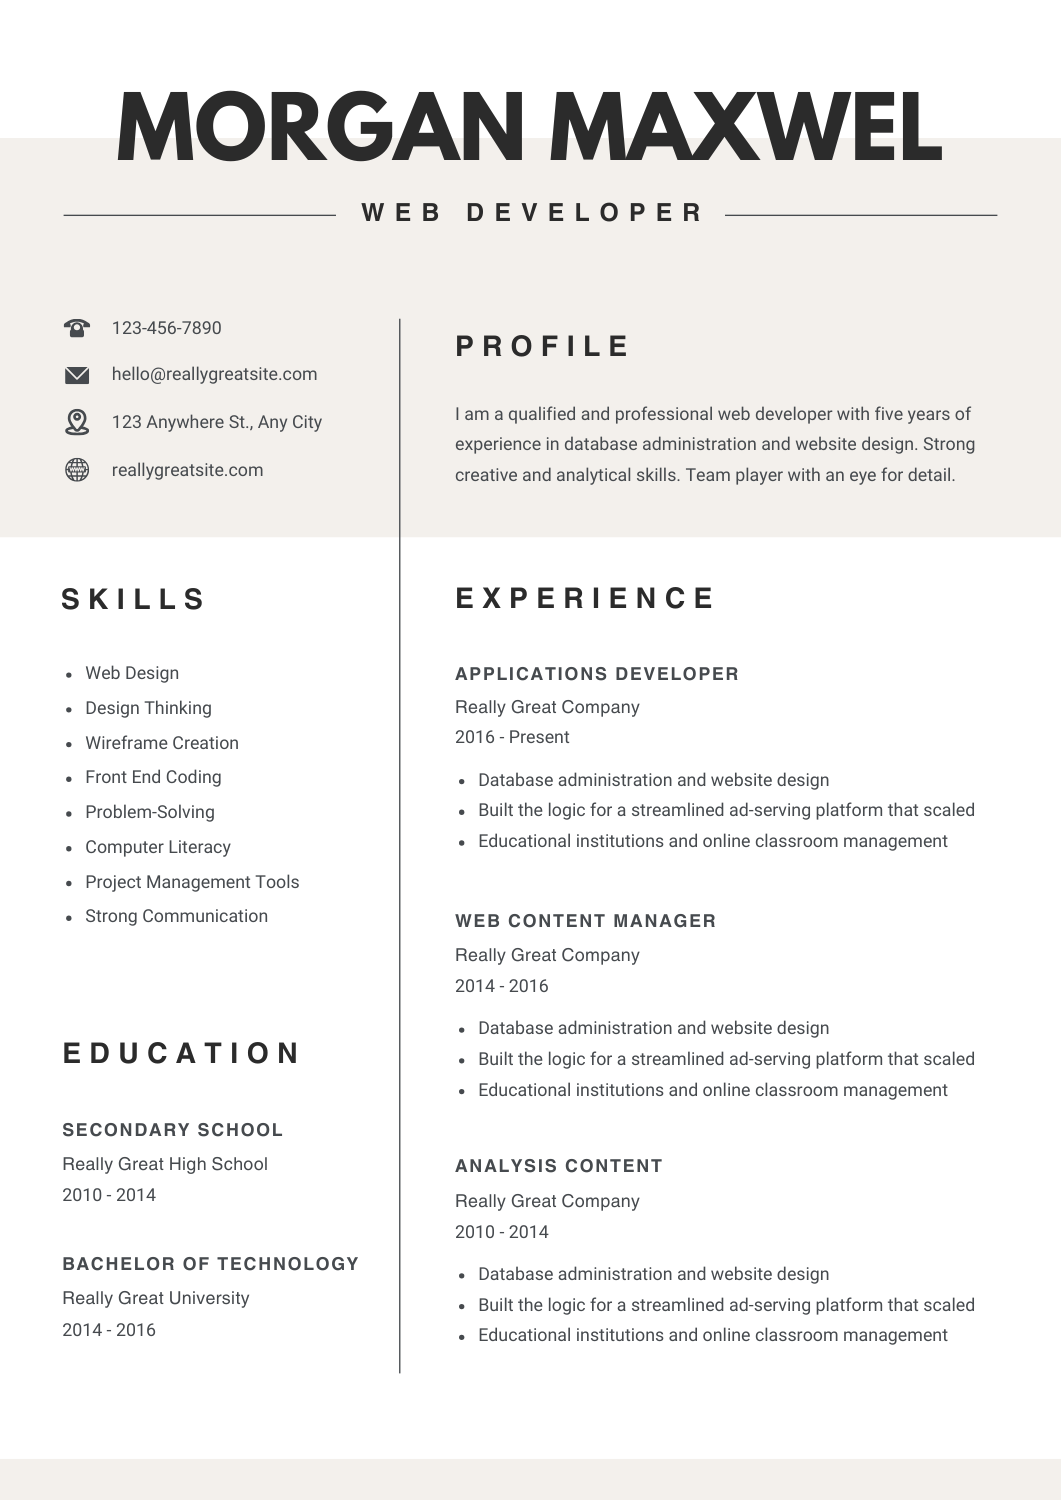 MORGAN MAXWEL
WEB DEVELOPER
123-456-7890
hello@reallygreatsite.com
123 Anywhere St., Any City
reallygreatsite.com
PROFILE
I am a qualified and professional web developer with five years of
experience in database administration and website design. Strong
creative and analytical skills. Team player with an eye for detail.
SKILLS
• Web Design
• Design Thinking
• Wireframe Creation
• Front End Coding
• Problem-Solving
• Computer Literacy
• Project Management Tools
• Strong Communication
EDUCATION
SECONDARY SCHOOL
Really Great High School
2010 - 2014
BACHELOR OF TECHNOLOGY
Really Great University
2014 - 2016
EXPERIENCE
APPLICATIONS DEVELOPER
Really Great Company
2016 - Present
• Database administration and website design
• Built the logic for a streamlined ad-serving platform that scaled
• Educational institutions and online classroom management
WEB CONTENT MANAGER
Really Great Company
2014 - 2016
• Database administration and website design
• Built the logic for a streamlined ad-serving platform that scaled
• Educational institutions and online classroom management
ANALYSIS CONTENT
Really Great Company
2010 - 2014
• Database administration and website design
• Built the logic for a streamlined ad-serving platform that scaled
• Educational institutions and online classroom management